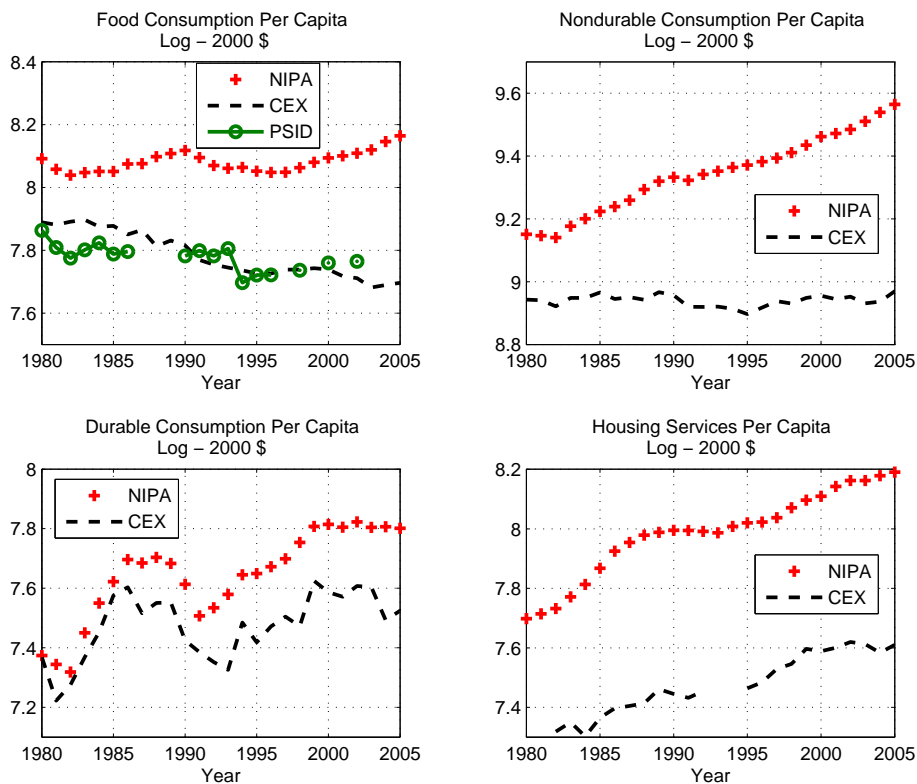 Food Consumption Per Capita
Log – 2000 $
8.4
8.2
8
7.8
7.6
1980 1985 1990 1995 2000 2005
Year
NIPA
CEX
PSID
Nondurable Consumption Per Capita
Log – 2000 $
9.6
9.4
9.2
9
8.8
1980 1985 1990 1995 2000 2005
Year
NIPA
CEX
Durable Consumption Per Capita
Log – 2000 $
8
7.8
7.6
7.4
7.2
1980 1985 1990 1995 2000 2005
Year
NIPA
CEX
Housing Services Per Capita
Log – 2000 $
8.2
8
7.8
7.6
7.4
1980 1985 1990 1995 2000 2005
Year
NIPA
CEX